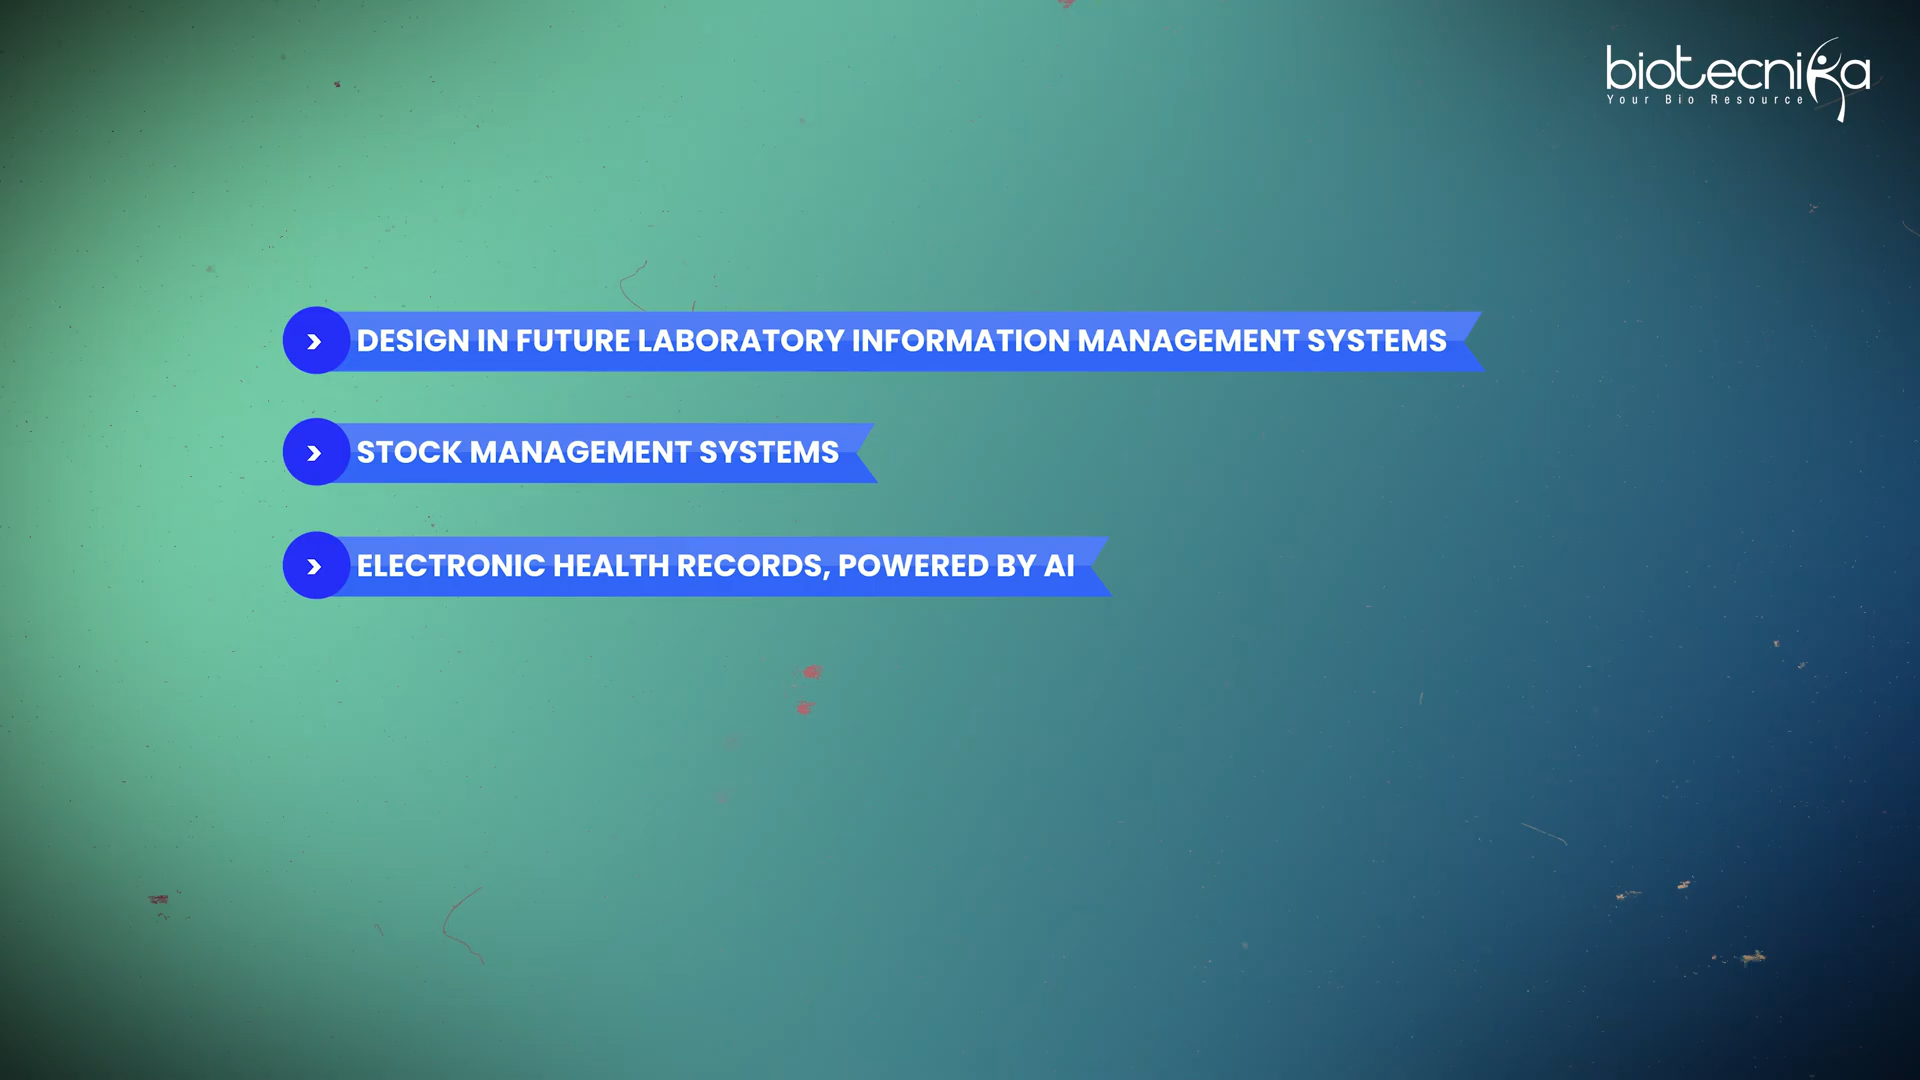 biotecnika
Your Bio Resource
DESIGN IN FUTURE LABORATORY INFORMATION MANAGEMENT SYSTEMS
STOCK MANAGEMENT SYSTEMS
ELECTRONIC HEALTH RECORDS, POWERED BY AI